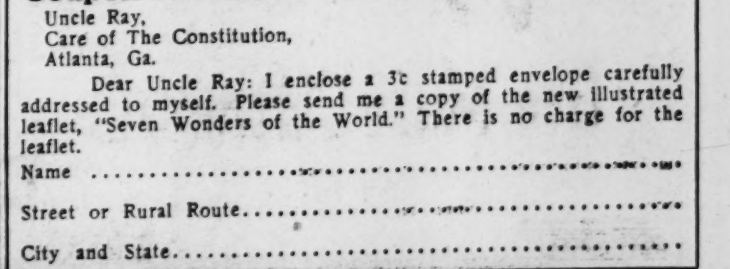 Uncle Ray,
Care of The Constitution,
Atlanta, Ga.
Dear Uncle Ray: I enclose a 3c stamped envelope carefully
addressed to myself. Please send me a copy of the new illustrated
leaflet, "Seven Wonders of the World." There is no charge for the
leaflet.
Name ..........................................................
Street or Rural Route..........................................
City and State.................................................